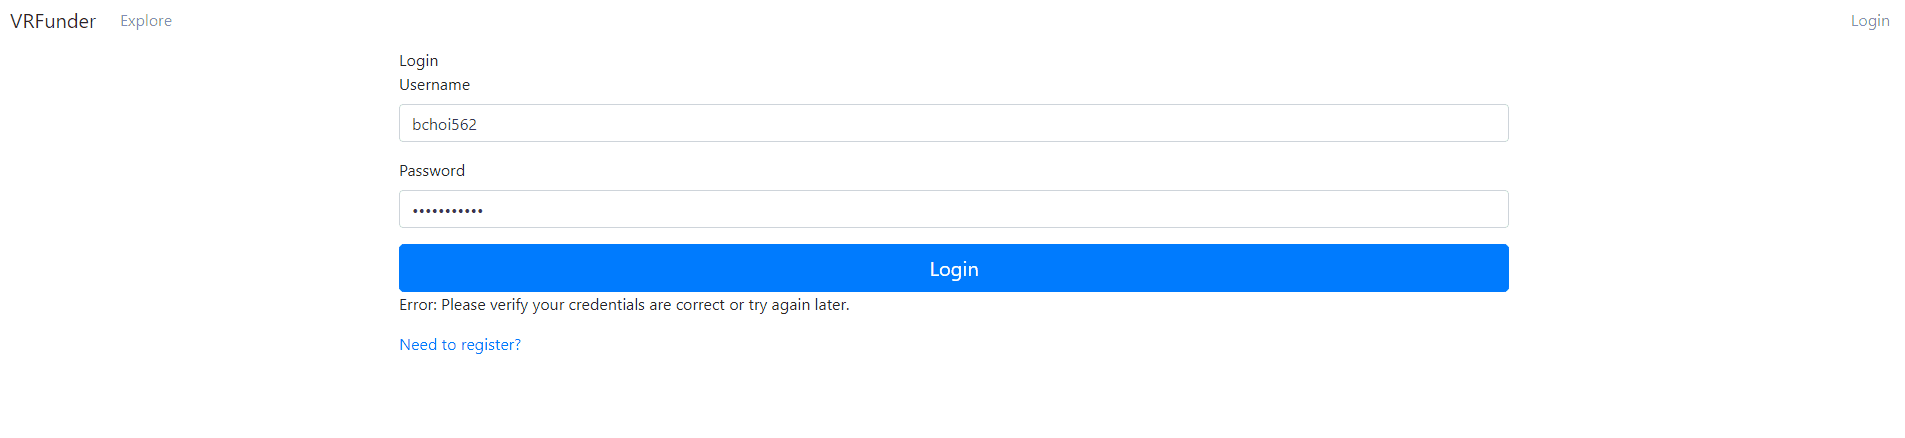 VRFunder Explore Login
Login
Username
bchoi562
Password
•••••••••••
Login
Error: Please verify your credentials are correct or try again later.
Need to register?